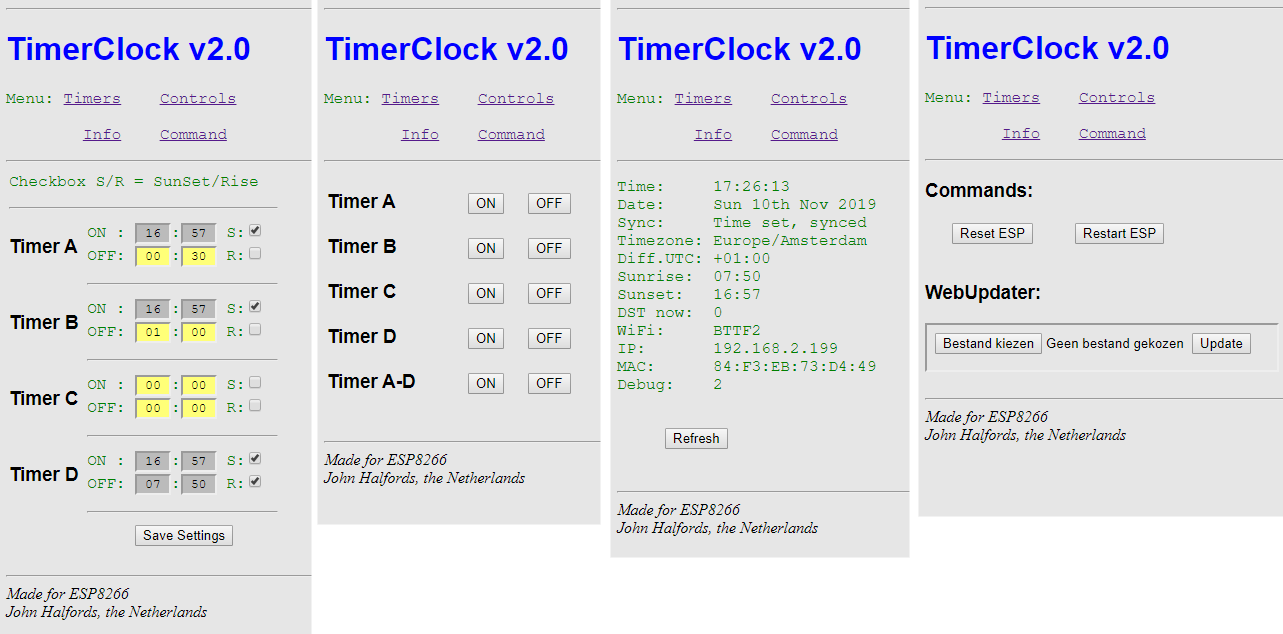 TimerClock v2.0
Menu: Timers Controls
Info Command
Checkbox S/R = SunSet/Rise
Timer A
ON : 16 : 57 S:
OFF: 00 : 30 R:
Timer B
ON : 16 : 57 S:
OFF: 01 : 00 R:
Timer C
ON : 00 : 00 S:
OFF: 00 : 00 R:
Timer D
ON : 16 : 57 S:
OFF: 07 : 50 R:
Save Settings
Made for ESP8266
John Halfords, the Netherlands
TimerClock v2.0
Menu: Timers Controls
Info Command
Timer A ON OFF
Timer B ON OFF
Timer C ON OFF
Timer D ON OFF
Timer A-D ON OFF
Made for ESP8266
John Halfords, the Netherlands
TimerClock v2.0
Menu: Timers Controls
Info Command
Time: 17:26:13
Date: Sun 10th Nov 2019
Sync: Time set, synced
Timezone: Europe/Amsterdam
Diff.UTC: +01:00
Sunrise: 07:50
Sunset: 16:57
DST now: 0
WiFi: BTTF2
IP: 192.168.2.199
MAC: 84:F3:EB:73:D4:49
Debug: 2
Refresh
Made for ESP8266
John Halfords, the Netherlands
TimerClock v2.0
Menu: Timers Controls
Info Command
Commands:
Reset ESP Restart ESP
WebUpdater:
Bestand kiezen Geen bestand gekozen Update
Made for ESP8266
John Halfords, the Netherlands